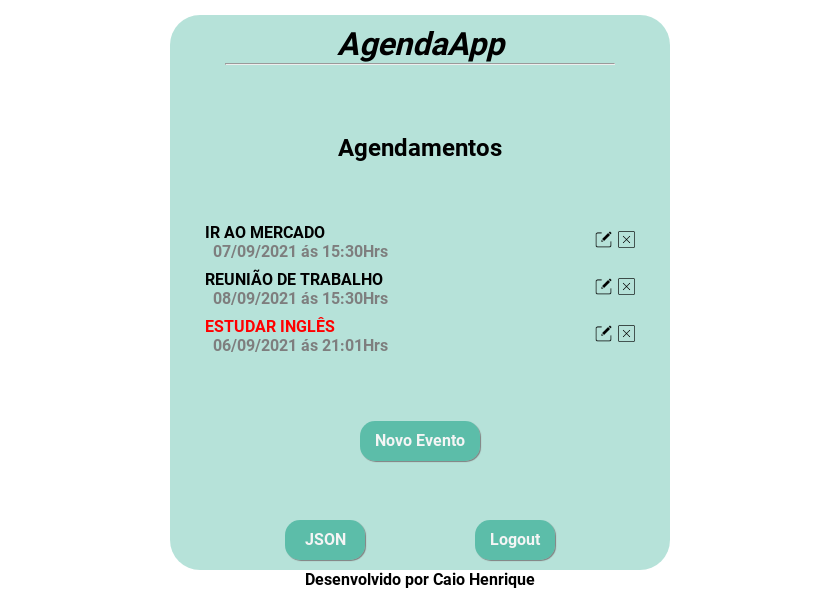 AgendaApp
Agendamentos
IR AO MERCADO
07/09/2021 ás 15:30Hrs
REUNIÃO DE TRABALHO
08/09/2021 ás 15:30Hrs
ESTUDAR INGLÊS
06/09/2021 ás 21:01Hrs
Novo Evento
JSON
Logout
Desenvolvido por Caio Henrique